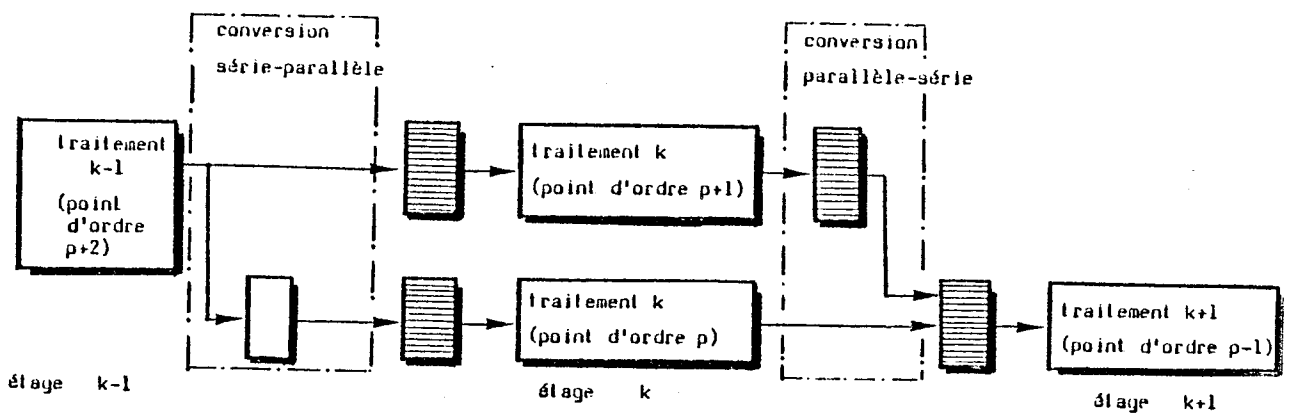 conversion
série-parallèle
conversion
parallèle-série
traitement
k-1
(point
d'ordre
p+2)
traitement k
(point d'ordre p+1)
traitement k
(point d'ordre p)
traitement k+1
(point d'ordre p-1)
étage k-1
étage k
étage k+1